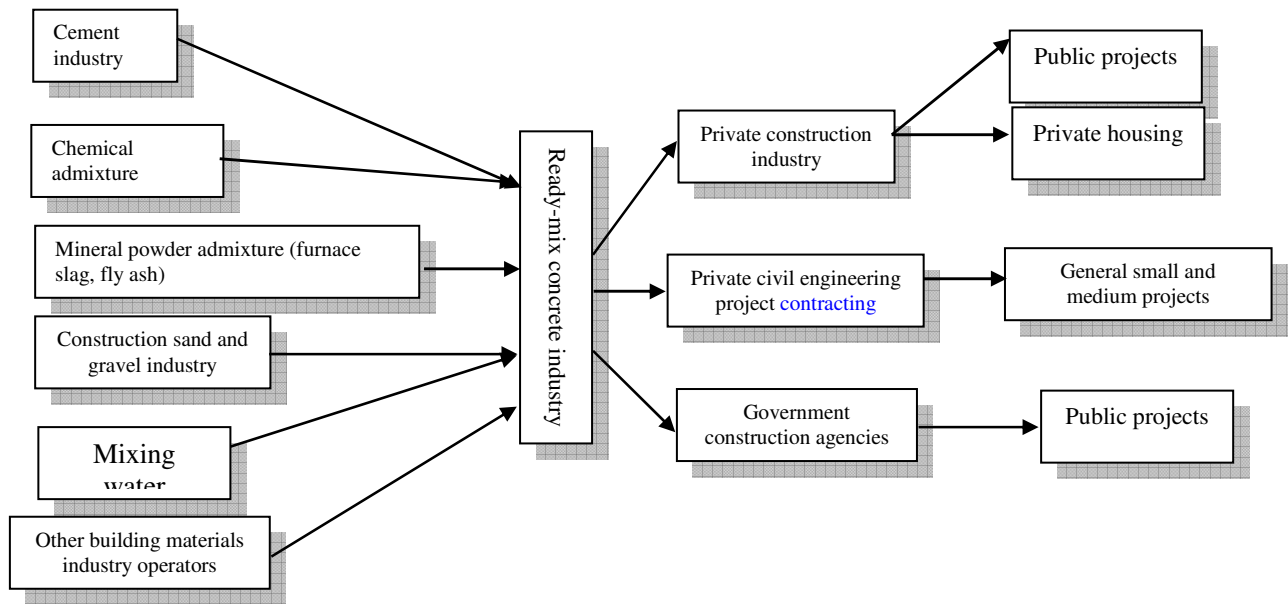 Cement
industry
Chemical
admixture
Mineral powder admixture (furnace
slag, fly ash)
Construction sand and
gravel industry
Mixing
water
Other building materials
industry operators
Ready-mix concrete industry
Private construction
industry
Private civil engineering
project contracting
Government
construction agencies
Public projects
Private housing
General small and
medium projects
Public projects